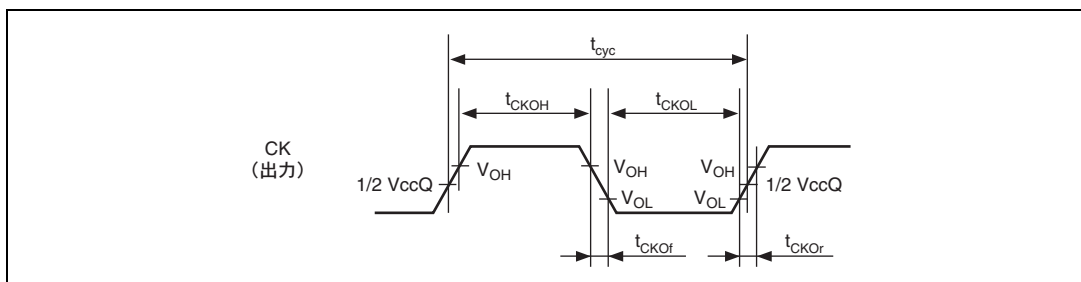 tcyc
tCKOH
tCKOL
CK
(出力)
1/2 VccQ
VOH
VOH
VOL
VOH
VOL
1/2 VccQ
tCKOf
tCKOr